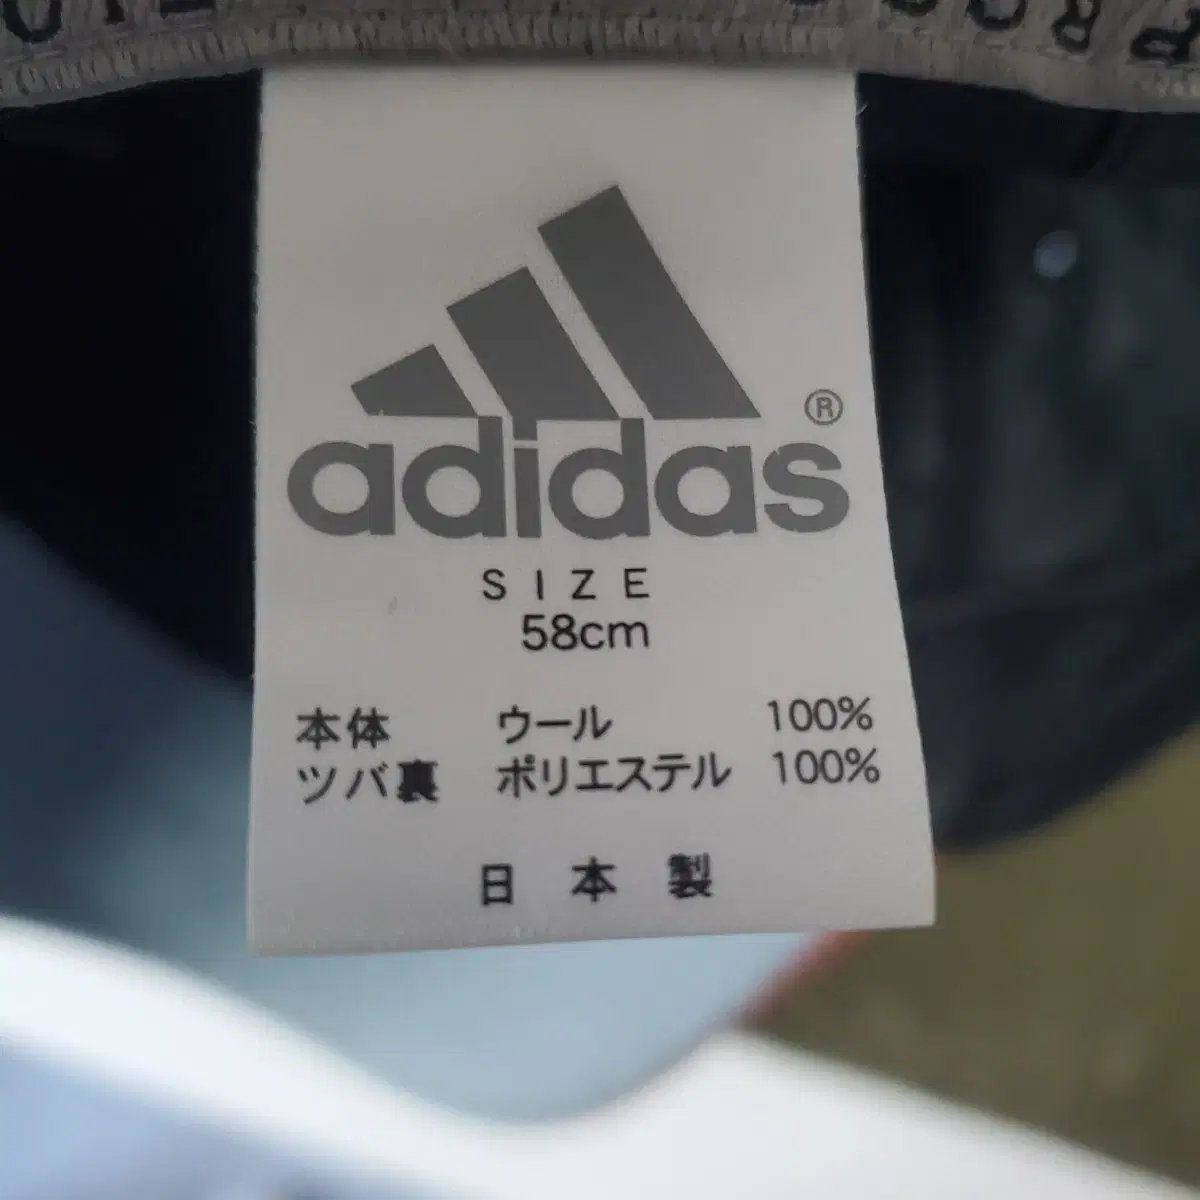 adidas®
SIZE
58cm
本体 ウール 100%
ツバ裏 ポリエステル 100%
日本製